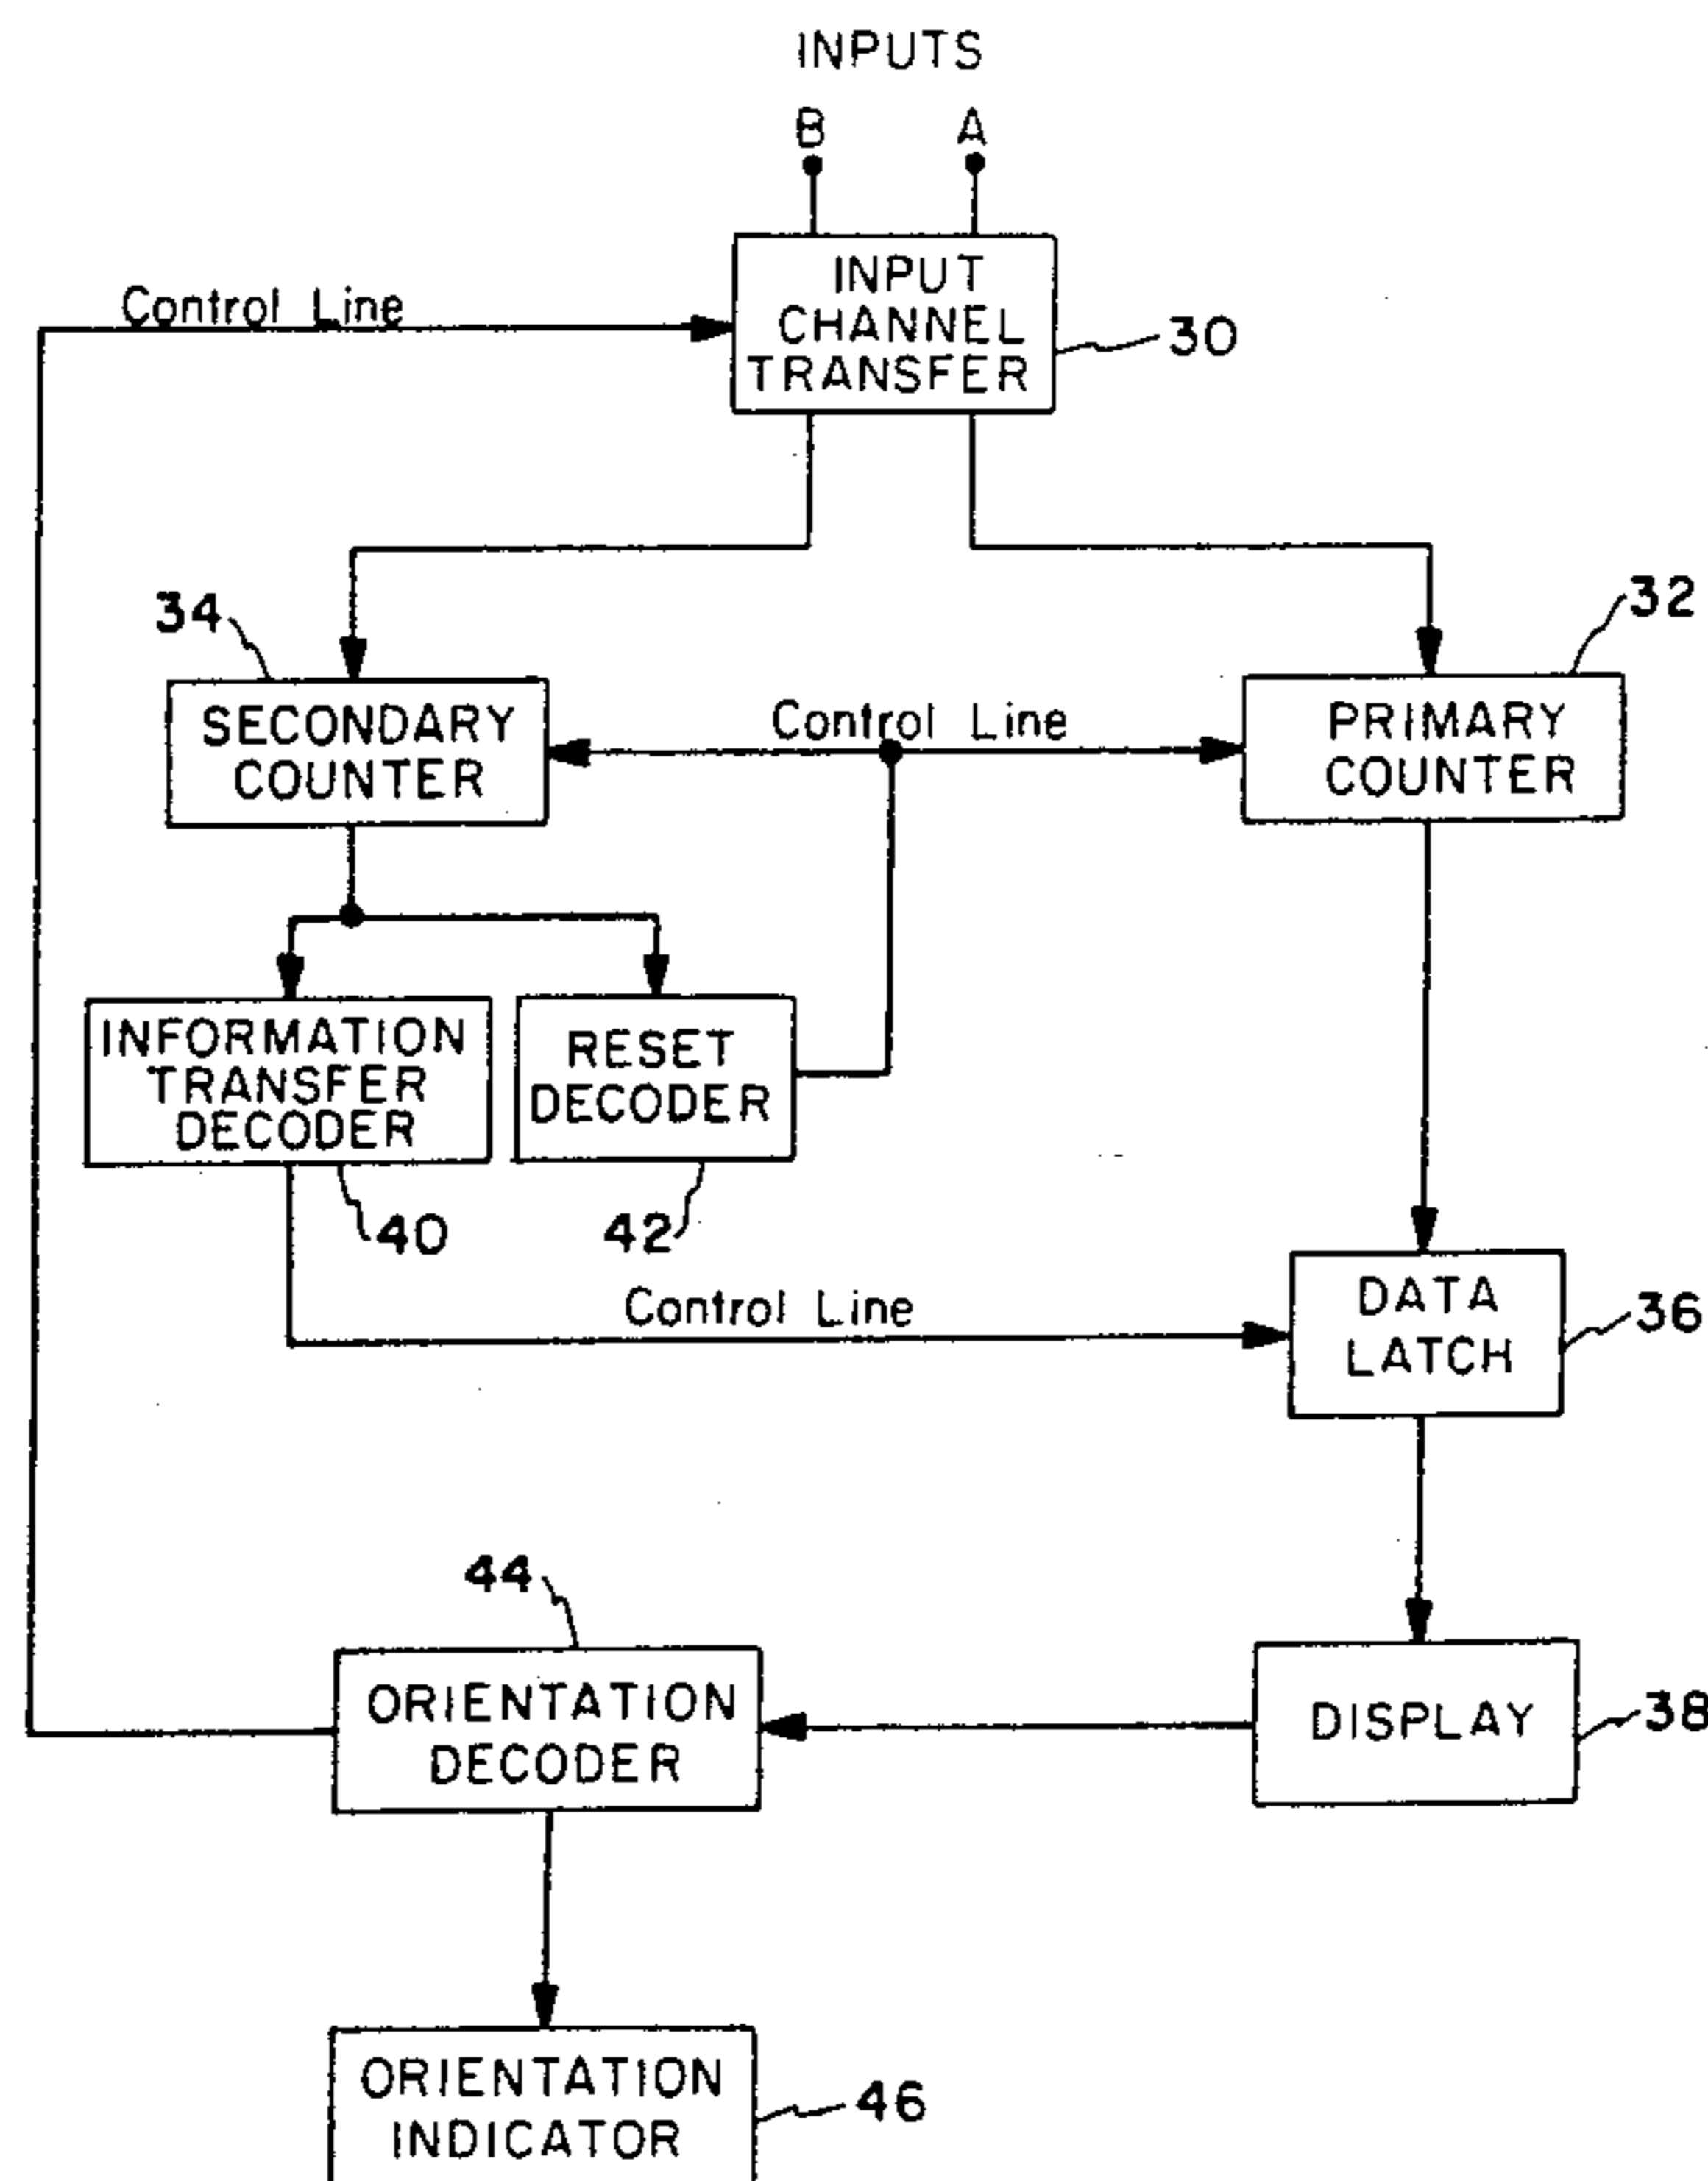 INPUTS
B A
INPUT
CHANNEL
TRANSFER
30
Control Line
34
32
SECONDARY
COUNTER
Control Line
PRIMARY
COUNTER
INFORMATION
TRANSFER
DECODER
RESET
DECODER
40
42
Control Line
DATA
LATCH
36
44
ORIENTATION
DECODER
DISPLAY
38
ORIENTATION
INDICATOR
46